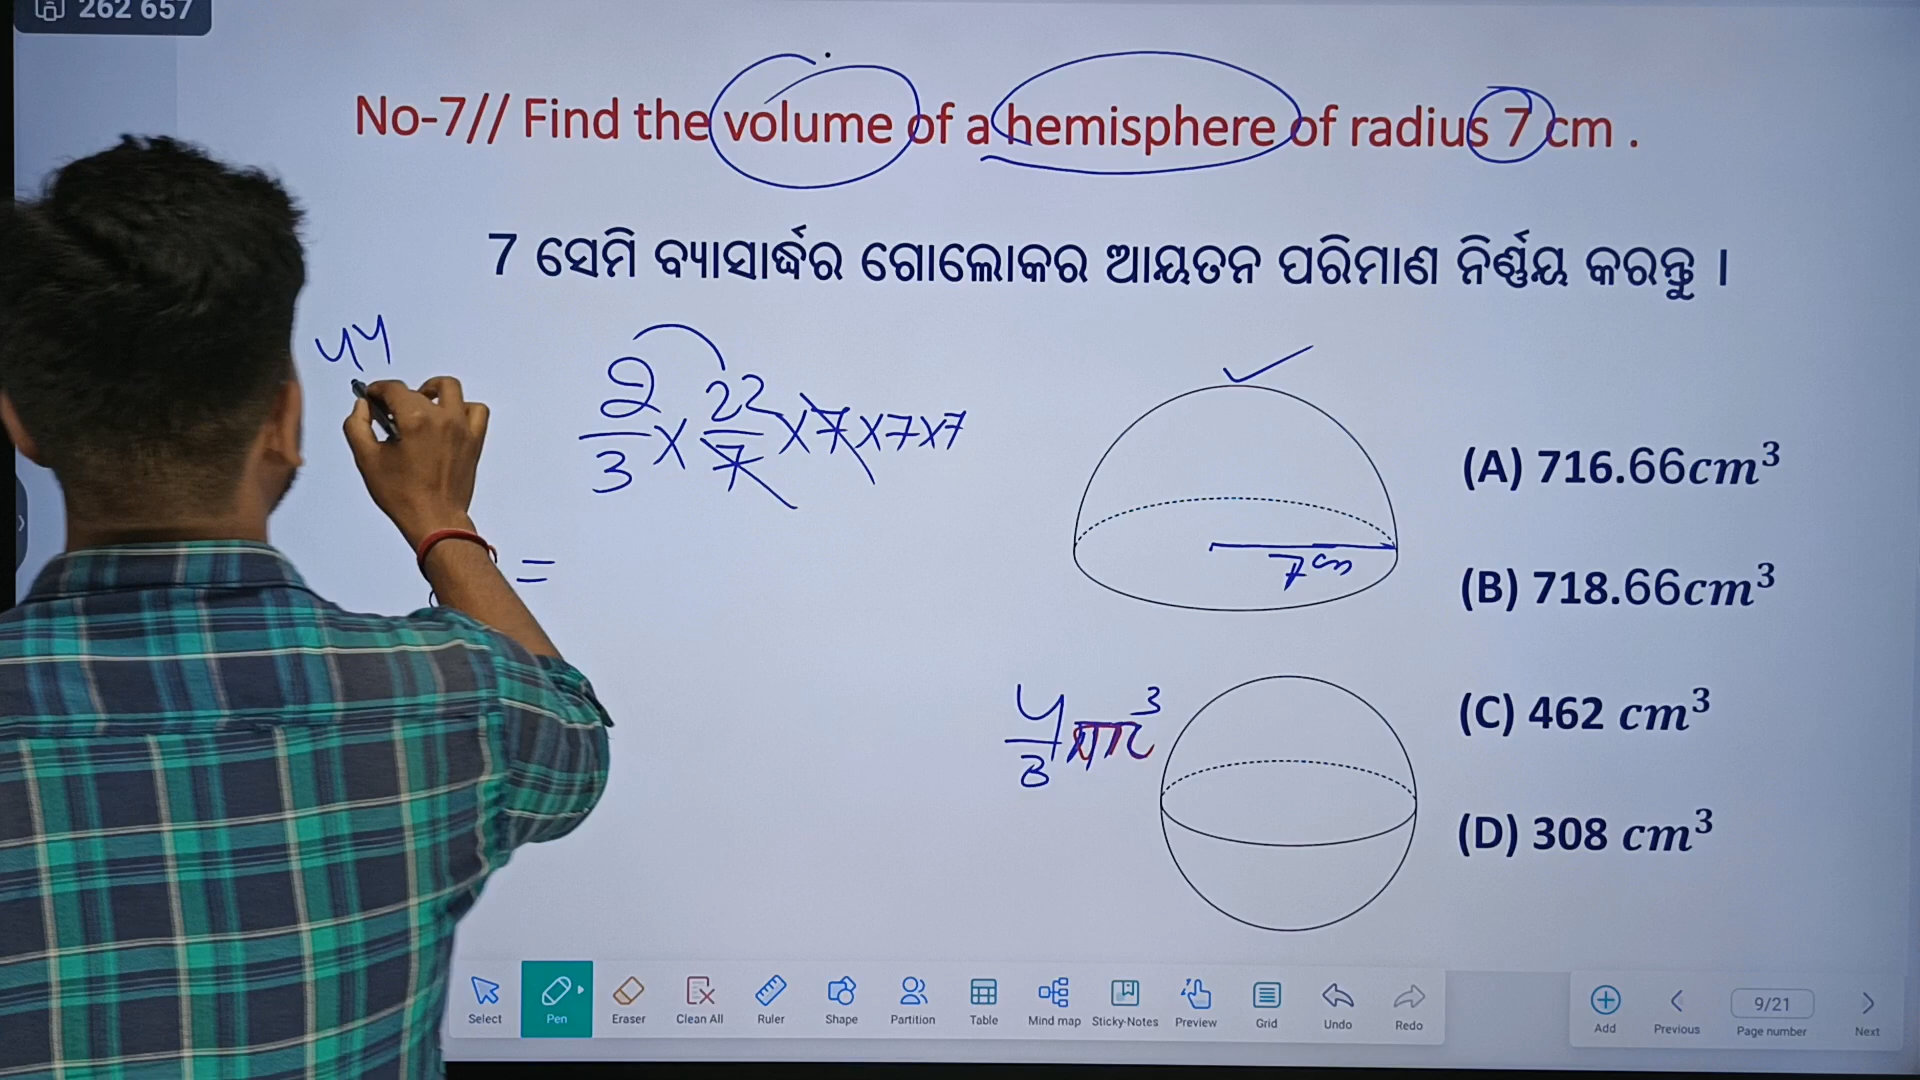 262 657
No-7// Find the volume of a hemisphere of radius 7 cm .
7 ସେମି ବ୍ୟାସାର୍ଦ୍ଧର ଗୋଲୋକର ଆୟତନ ପରିମାଣ ନିର୍ଣ୍ଣୟ କରନ୍ତୁ ।
44
2/3 × 22/7 × 7 × 7 × 7
=
7 cm
(A) 716.66cm³
(B) 718.66cm³
4/3 πr³
(C) 462 cm³
(D) 308 cm³
Select Pen Eraser Clean All Ruler Shape Partition Table Mind map Sticky-Notes Preview Grid Undo Redo
Add Previous 9/21 Page number Next